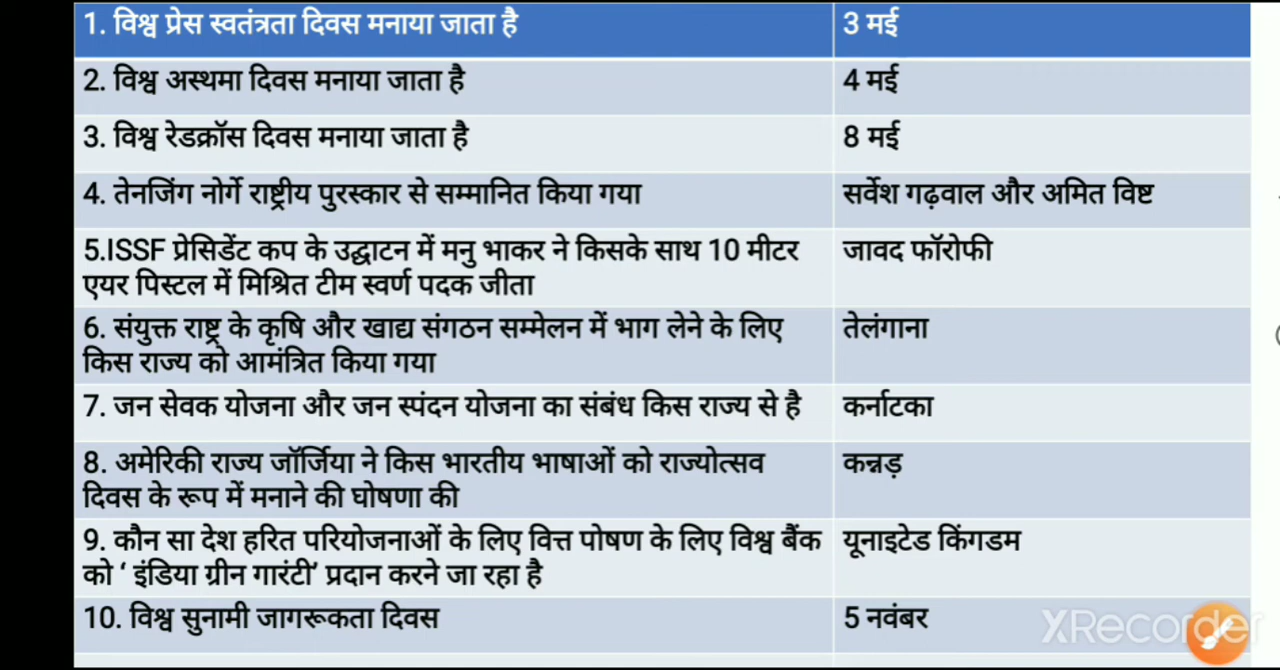 1. विश्व प्रेस स्वतंत्रता दिवस मनाया जाता है 3 मई
2. विश्व अस्थमा दिवस मनाया जाता है 4 मई
3. विश्व रेडक्रॉस दिवस मनाया जाता है 8 मई
4. तेनजिंग नोर्गे राष्ट्रीय पुरस्कार से सम्मानित किया गया सर्वेश गढ़वाल और अमित विष्ट
5.ISSF प्रेसिडेंट कप के उद्घाटन में मनु भाकर ने किसके साथ 10 मीटर जावद फॉरोफी
एयर पिस्टल में मिश्रित टीम स्वर्ण पदक जीता
6. संयुक्त राष्ट्र के कृषि और खाद्य संगठन सम्मेलन में भाग लेने के लिए तेलंगाना
किस राज्य को आमंत्रित किया गया
7. जन सेवक योजना और जन स्पंदन योजना का संबंध किस राज्य से है कर्नाटका
8. अमेरिकी राज्य जॉर्जिया ने किस भारतीय भाषाओं को राज्योत्सव कन्नड़
दिवस के रूप में मनाने की घोषणा की
9. कौन सा देश हरित परियोजनाओं के लिए वित्त पोषण के लिए विश्व बैंक यूनाइटेड किंगडम
को ‘ इंडिया ग्रीन गारंटी’ प्रदान करने जा रहा है
10. विश्व सुनामी जागरूकता दिवस 5 नवंबर
XRecorder